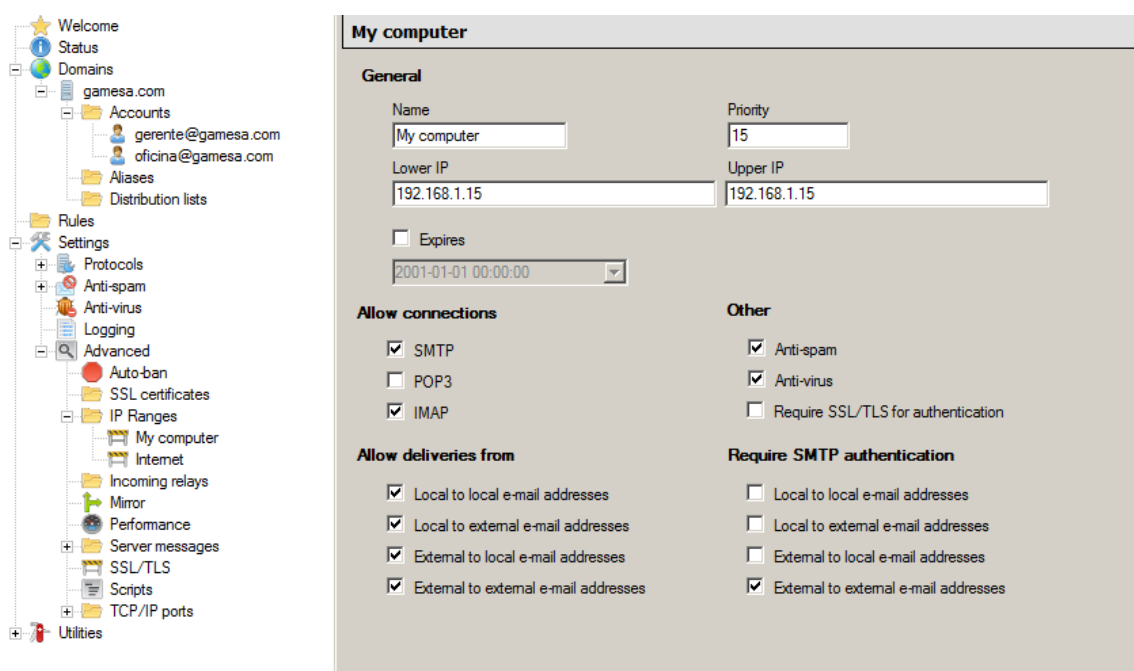 Welcome
Status
Domains
gamesa.com
Accounts
gerente@gamesa.com
oficina@gamesa.com
Aliases
Distribution lists
Rules
Settings
Protocols
Anti-spam
Anti-virus
Logging
Advanced
Auto-ban
SSL certificates
IP Ranges
My computer
Internet
Incoming relays
Mirror
Performance
Server messages
SSL/TLS
Scripts
TCP/IP ports
Utilities
My computer
General
Name Priority
My computer 15
Lower IP Upper IP
192.168.1.15 192.168.1.15
Expires
2001-01-01 00:00:00
Allow connections Other
SMTP Anti-spam
POP3 Anti-virus
IMAP Require SSL/TLS for authentication
Allow deliveries from Require SMTP authentication
Local to local e-mail addresses Local to local e-mail addresses
Local to external e-mail addresses Local to external e-mail addresses
External to local e-mail addresses External to local e-mail addresses
External to external e-mail addresses External to external e-mail addresses